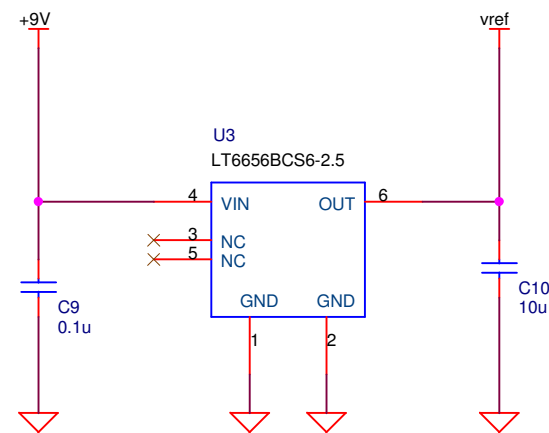 +9V vref
U3
LT6656BCS6-2.5
4 VIN OUT 6
3 NC
5 NC
C9
0.1u
GND GND
C10
10u
1 2